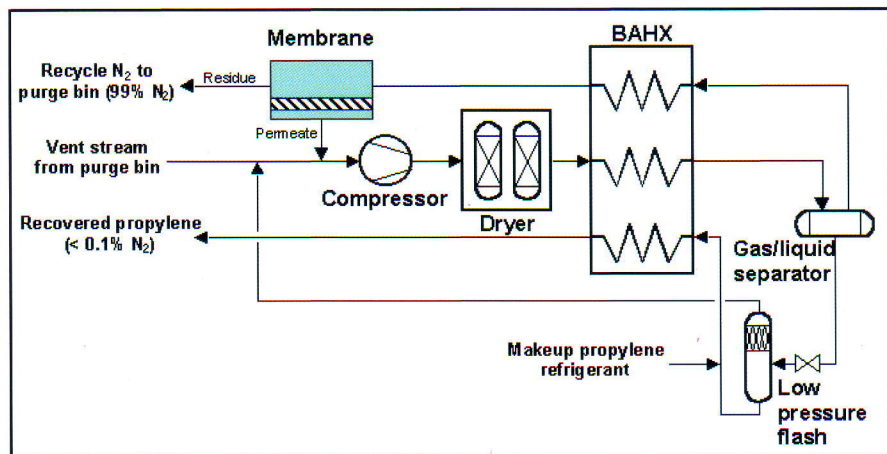 Membrane
BAHX
Recycle N₂ to
purge bin (99% N₂)
Residue
Permeate
Vent stream
from purge bin
Compressor
Dryer
Recovered propylene
(< 0.1% N₂)
Gas/liquid
separator
Makeup propylene
refrigerant
Low
pressure
flash